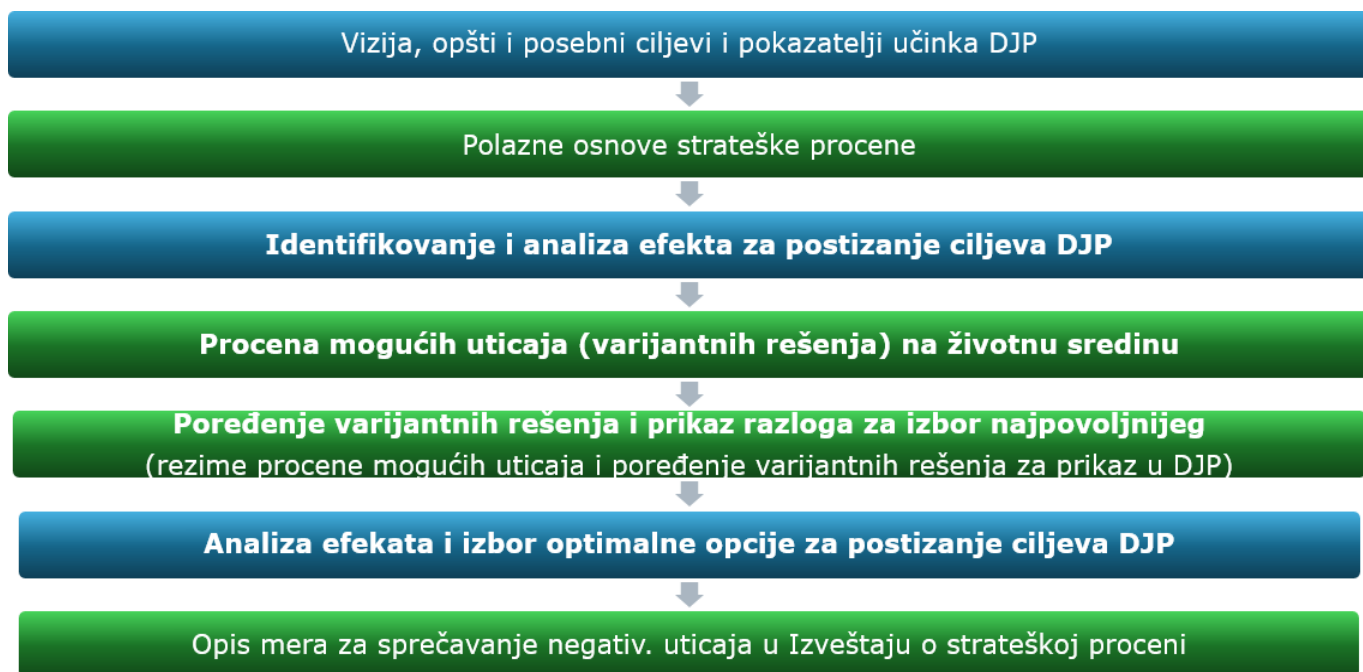 Vizija, opšti i posebni ciljevi i pokazatelji učinka DJP
Polazne osnove strateške procene
Identifikovanje i analiza efekta za postizanje ciljeva DJP
Procena mogućih uticaja (varijantnih rešenja) na životnu sredinu
Poređenje varijantnih rešenja i prikaz razloga za izbor najpovoljnijeg
(rezime procene mogućih uticaja i poređenje varijantnih rešenja za prikaz u DJP)
Analiza efekata i izbor optimalne opcije za postizanje ciljeva DJP
Opis mera za sprečavanje negativ. uticaja u Izveštaju o strateškoj proceni